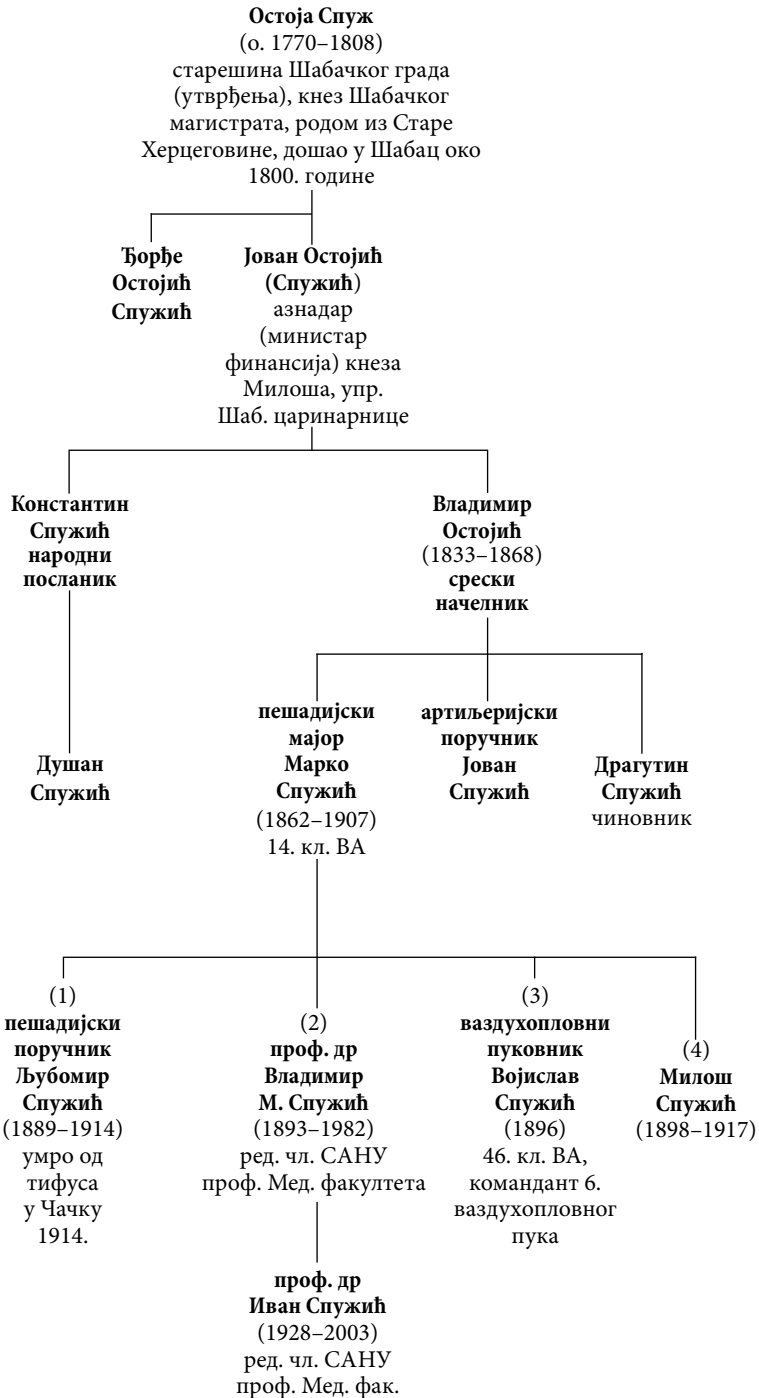 Остоја Спуж
(о. 1770–1808)
старешина Шабачког града
(утврђења), кнез Шабачког
магистрата, родом из Старе
Херцеговине, дошао у Шабац око
1800. године
Ђорђе
Остојић
Спужић
Јован Остојић
(Спужић)
азнадар
(министар
финансија) кнеза
Милоша, упр.
Шаб. царинарнице
Константин
Спужић
народни
посланик
Владимир
Остојић
(1833–1868)
срески
начелник
Душан
Спужић
пешадијски
мајор
Марко
Спужић
(1862–1907)
14. кл. ВА
артиљеријски
поручник
Јован
Спужић
Драгутин
Спужић
чиновник
(1)
пешадијски
поручник
Љубомир
Спужић
(1889–1914)
умро од
тифуса
у Чачку
1914.
(2)
проф. др
Владимир
М. Спужић
(1893–1982)
ред. чл. САНУ
проф. Мед. факултета
(3)
ваздухопловни
пуковник
Војислав
Спужић
(1896)
46. кл. ВА,
командант 6.
ваздухопловног
пука
(4)
Милош
Спужић
(1898–1917)
проф. др
Иван Спужић
(1928–2003)
ред. чл. САНУ
проф. Мед. фак.